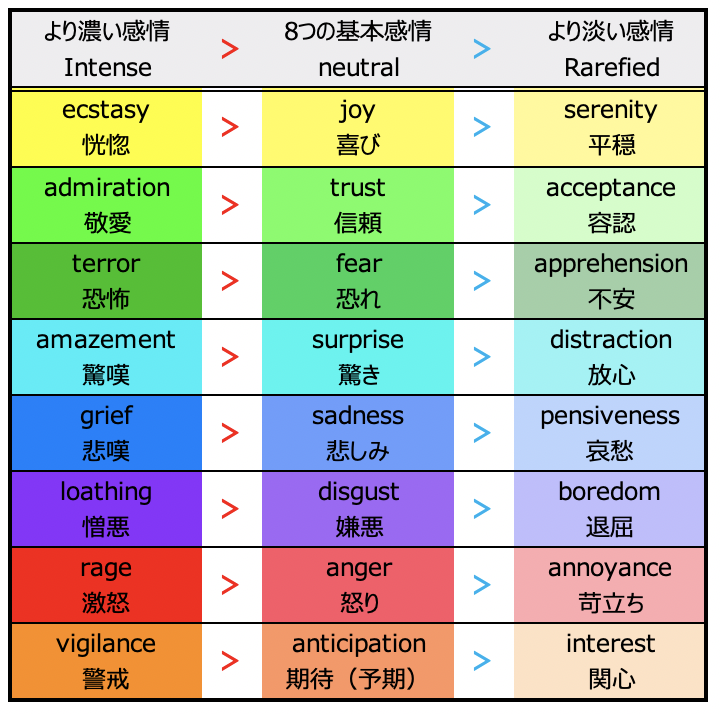 より濃い感情 > 8つの基本感情 > より淡い感情
Intense neutral Rarefied
ecstasy > joy > serenity
恍惚 喜び 平穏
admiration > trust > acceptance
敬愛 信頼 容認
terror > fear > apprehension
恐怖 恐れ 不安
amazement > surprise > distraction
驚嘆 驚き 放心
grief > sadness > pensiveness
悲嘆 悲しみ 哀愁
loathing > disgust > boredom
憎悪 嫌悪 退屈
rage > anger > annoyance
激怒 怒り 苛立ち
vigilance > anticipation > interest
警戒 期待（予期） 関心